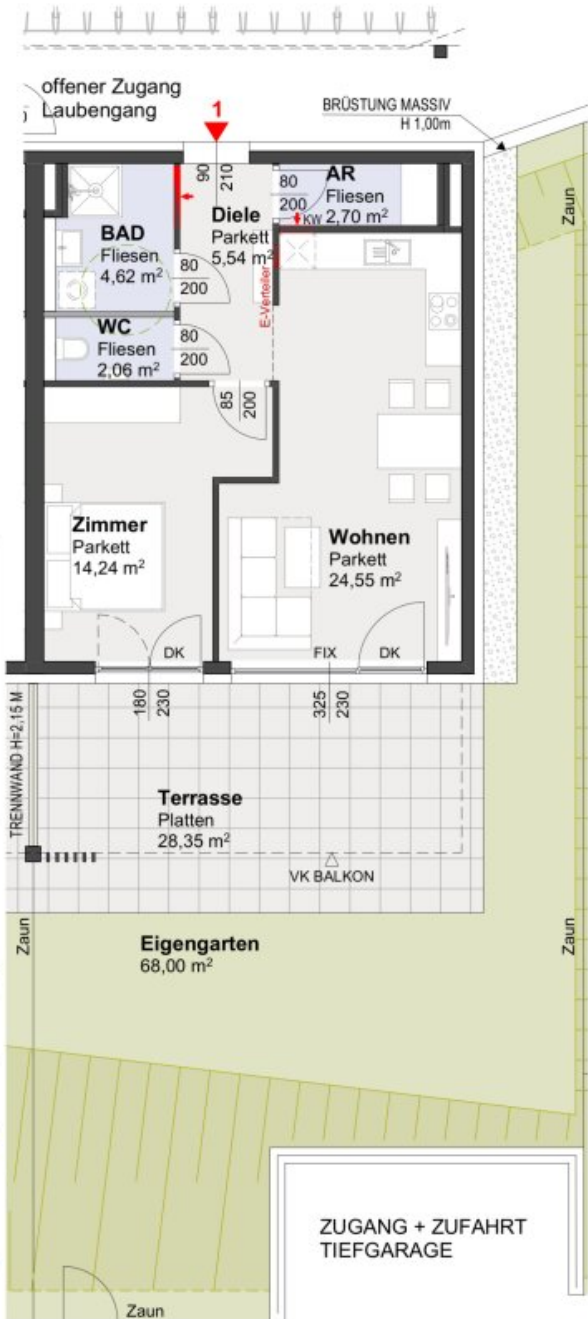 offener Zugang
Laubengang
1
BRÜSTUNG MASSIV
H 1,00m
90
210
80
200
AR
Fliesen
2,70 m²
KW
Diele
Parkett
5,54 m²
BAD
Fliesen
4,62 m²
80
200
E-Verteiler
WC
Fliesen
2,06 m²
80
200
85
200
Zimmer
Parkett
14,24 m²
Wohnen
Parkett
24,55 m²
DK
FIX
DK
180
230
325
230
TRENNWAND H=2,15 M
Terrasse
Platten
28,35 m²
VK BALKON
Zaun
Eigengarten
68,00 m²
Zaun
ZUGANG + ZUFAHRT
TIEFGARAGE
Zaun